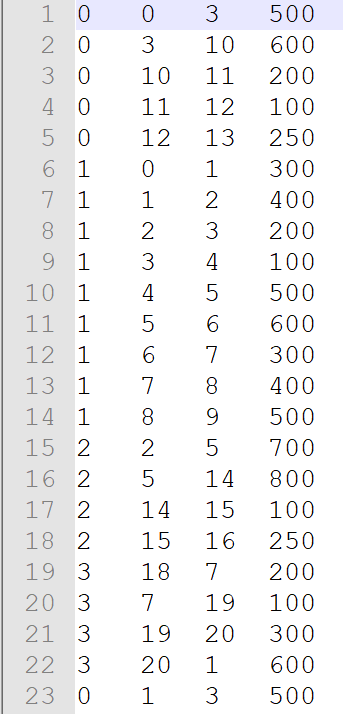 1 0 0 3 500
2 0 3 10 600
3 0 10 11 200
4 0 11 12 100
5 0 12 13 250
6 1 0 1 300
7 1 1 2 400
8 1 2 3 200
9 1 3 4 100
10 1 4 5 500
11 1 5 6 600
12 1 6 7 300
13 1 7 8 400
14 1 8 9 500
15 2 2 5 700
16 2 5 14 800
17 2 14 15 100
18 2 15 16 250
19 3 18 7 200
20 3 7 19 100
21 3 19 20 300
22 3 20 1 600
23 0 1 3 500